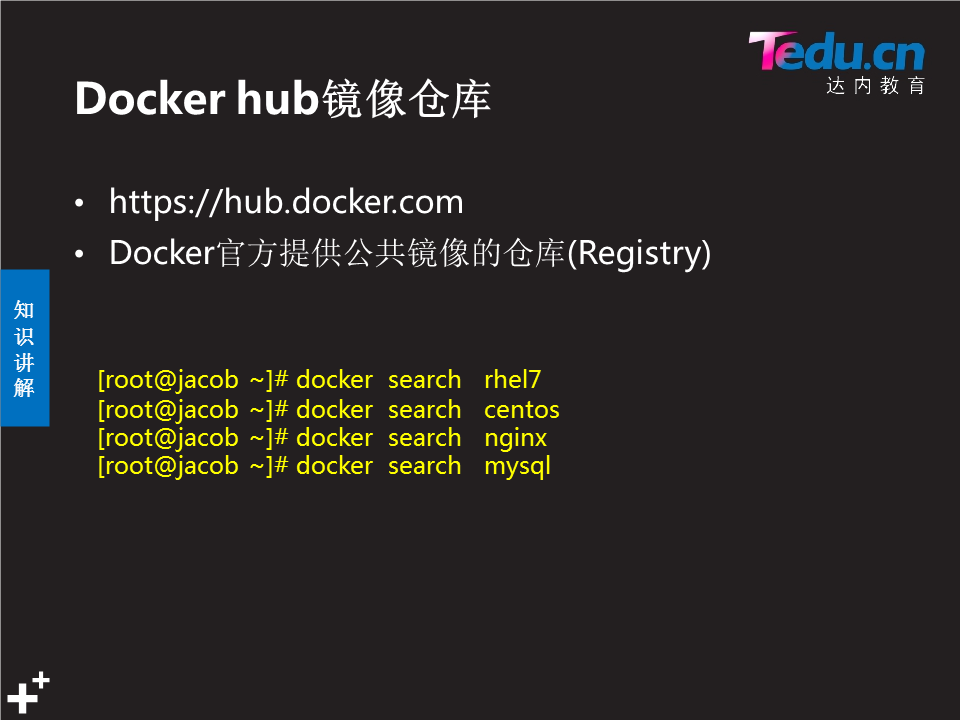 Tedu.cn
达内教育
Docker hub镜像仓库
• https://hub.docker.com
• Docker官方提供公共镜像的仓库(Registry)
知
识
讲
解
[root@jacob ~]# docker search rhel7
[root@jacob ~]# docker search centos
[root@jacob ~]# docker search nginx
[root@jacob ~]# docker search mysql